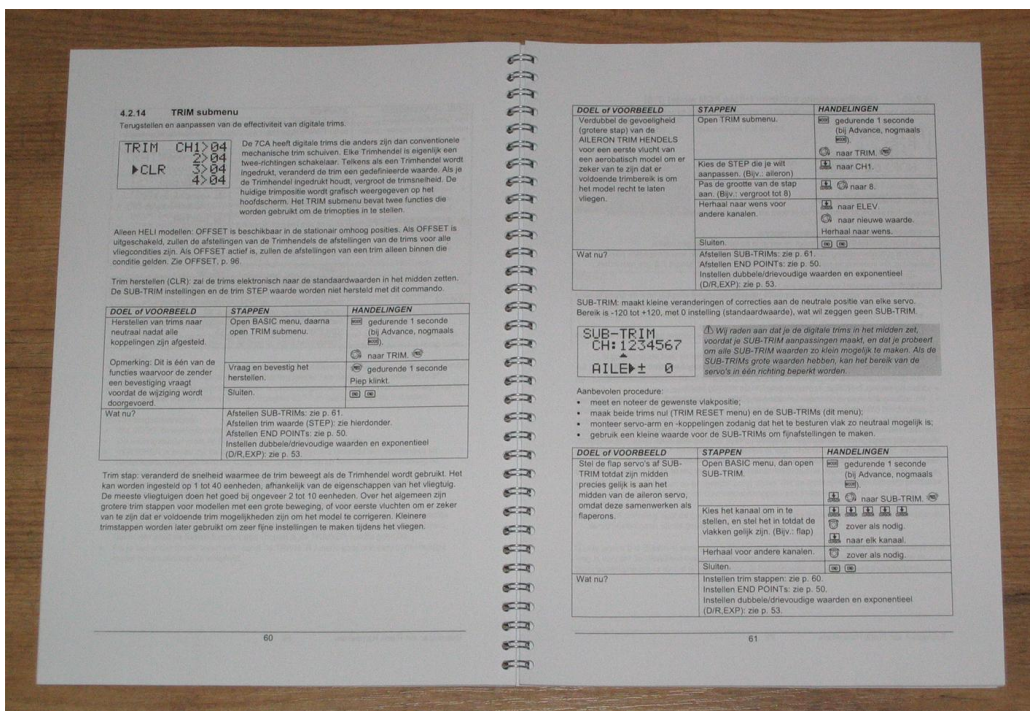 4.2.14 TRIM submenu
Terugstellen en aanpassen van de effectiviteit van digitale trims.
TRIM CH1>04
2>04
▶CLR 3>04
4>04
De 7CA heeft digitale trims die anders zijn dan conventionele
mechanische trim schuiven. Elke Trimhendel is eigenlijk een
twee-richtingen schakelaar. Telkens als een Trimhendel wordt
ingedrukt, veranderd de trim een gedefinieerde waarde. Als je
de Trimhendel ingedrukt houdt, vergroot de trimsnelheid. De
huidige trimpositie wordt grafisch weergegeven op het
hoofdscherm. Het TRIM submenu bevat twee functies die
worden gebruikt om de trimopties in te stellen.
Alleen HELI modellen: OFFSET is beschikbaar in de stationair omhoog posities. Als OFFSET is
uitgeschakeld, zullen de afstellingen van de Trimhendels de afstellingen van de trims voor alle
vliegcondities zijn. Als OFFSET actief is, zullen de afstellingen van een trim alleen binnen die
conditie gelden. Zie OFFSET, p. 96.
Trim herstellen (CLR): zal de trims elektronisch naar de standaardwaarden in het midden zetten.
De SUB-TRIM instellingen en de trim STEP waarde worden niet hersteld met dit commando.
DOEL of VOORBEELD STAPPEN HANDELINGEN
Herstellen van trims naar
neutraal nadat alle
koppelingen zijn afgesteld.
Opmerking: Dit is één van de
functies waarvoor de zender
een bevestiging vraagt
voordat de wijziging wordt
doorgevoerd.
Open BASIC menu, daarna
open TRIM submenu.
gedurende 1 seconde
(bij Advance, nogmaals
).
naar TRIM.
Vraag en bevestig het
herstellen.
gedurende 1 seconde
Piep klinkt.
Sluiten.
Wat nu?
Afstellen SUB-TRIMs: zie p. 61.
Afstellen trim waarde (STEP): zie hierdonder.
Afstellen END POINTs: zie p. 50.
Instellen dubbele/drievoudige waarden en exponentieel
(D/R,EXP): zie p. 53.
Trim stap: veranderd de snelheid waarmee de trim beweegt als de Trimhendel wordt gebruikt. Het
kan worden ingesteld op 1 tot 40 eenheden, afhankelijk van de eigenschappen van het vliegtuig.
De meeste vliegtuigen doen het goed bij ongeveer 2 tot 10 eenheden. Over het algemeen zijn
grotere trim stappen voor modellen met een grote beweging, of voor eerste vluchten om er zeker
van te zijn dat er voldoende trim mogelijkheden zijn om het model te corrigeren. Kleinere
trimstappen worden later gebruikt om zeer fijne instellingen te maken tijdens het vliegen.
60
DOEL of VOORBEELD STAPPEN HANDELINGEN
Verdubbel de gevoeligheid
(grotere stap) van de
AILERON TRIM HENDELS
voor een eerste vlucht van
een aerobatisch model om er
zeker van te zijn dat er
voldoende trimbereik is om
het model recht te laten
vliegen.
Open TRIM submenu.
gedurende 1 seconde
(bij Advance, nogmaals
).
naar TRIM.
Kies de STEP die je wilt
aanpassen. (Bijv.: aileron)
naar CH1.
Pas de grootte van de stap
aan. (Bijv.: vergroot tot 8)
naar 8.
Herhaal naar wens voor
andere kanalen.
naar ELEV.
naar nieuwe waarde.
Herhaal naar wens.
Sluiten.
Wat nu?
Afstellen SUB-TRIMs: zie p. 61.
Afstellen END POINTs: zie p. 50.
Instellen dubbele/drievoudige waarden en exponentieel
(D/R,EXP): zie p. 53.
SUB-TRIM: maakt kleine veranderingen of correcties aan de neutrale positie van elke servo.
Bereik is -120 tot +120, met 0 instelling (standaardwaarde), wat wil zeggen geen SUB-TRIM.
SUB-TRIM
CH:1234567
AILE▶± 0
Wij raden aan dat je de digitale trims in het midden zet,
voordat je SUB-TRIM aanpassingen maakt, en dat je probeert
om alle SUB-TRIM waarden zo klein mogelijk te maken. Als de
SUB-TRIMs grote waarden hebben, kan het bereik van de
servo's in één richting beperkt worden.
Aanbevolen procedure:
• meet en noteer de gewenste vlakpositie;
• maak beide trims nul (TRIM RESET menu) en de SUB-TRIMs (dit menu);
• monteer servo-arm en -koppelingen zodanig dat het te besturen vlak zo neutraal mogelijk is;
• gebruik een kleine waarde voor de SUB-TRIMs om fijnafstellingen te maken.
DOEL of VOORBEELD STAPPEN HANDELINGEN
Stel de flap servo's af SUB-
TRIM totdat zijn midden
precies gelijk is aan het
midden van de aileron servo,
omdat deze samenwerken als
flaperons.
Open BASIC menu, dan open
SUB-TRIM.
gedurende 1 seconde
(bij Advance, nogmaals
).
naar SUB-TRIM.
Kies het kanaal om in te
stellen, en stel het in totdat de
vlakken gelijk zijn. (Bijv.: flap)
zover als nodig.
naar elk kanaal.
Herhaal voor andere kanalen.
zover als nodig.
Sluiten.
Wat nu?
Instellen trim stappen: zie p. 60.
Instellen END POINTs: zie p. 50.
Instellen dubbele/drievoudige waarden en exponentieel
(D/R,EXP): zie p. 53.
61